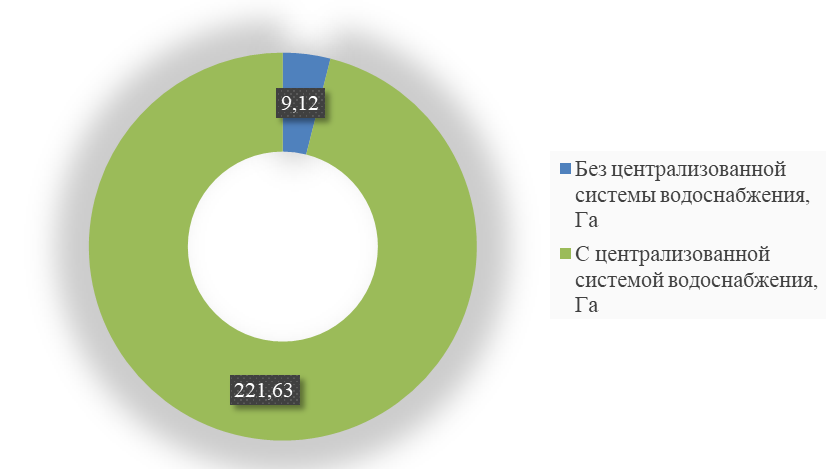 9,12
Без централизованной
системы водоснабжения,
Га
С централизованной
системой водоснабжения,
Га
221,63